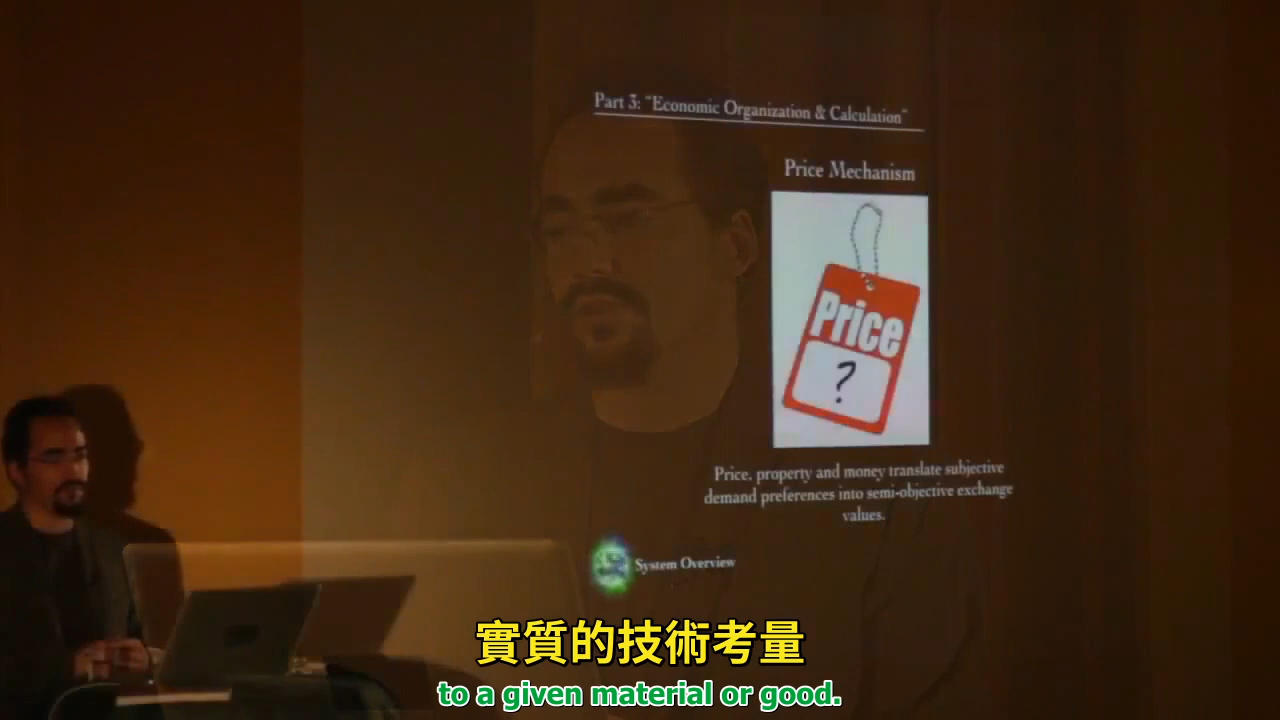 Part 3: "Economic Organization & Calculation"
Price Mechanism
Price
?
Price, property and money translate subjective
demand preferences into semi-objective exchange
values.
System Overview
實質的技術考量
to a given material or good.